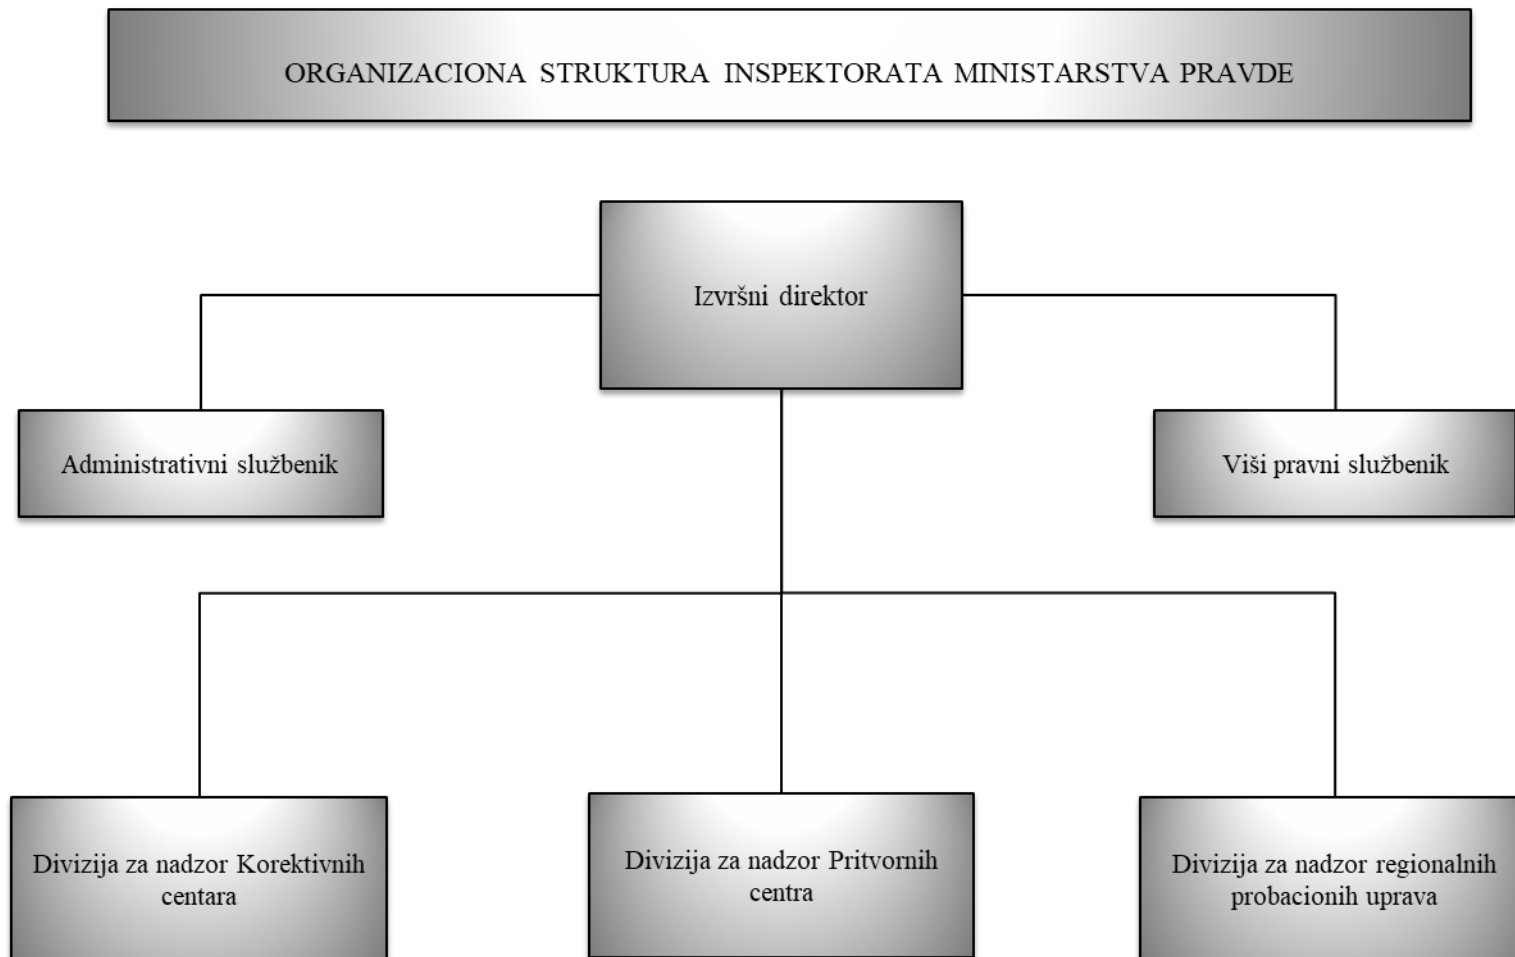 ORGANIZACIONA STRUKTURA INSPEKTORATA MINISTARSTVA PRAVDE
Izvršni direktor
Administrativni službenik
Viši pravni službenik
Divizija za nadzor Korektivnih
centara
Divizija za nadzor Pritvornih
centra
Divizija za nadzor regionalnih
probacionih uprava